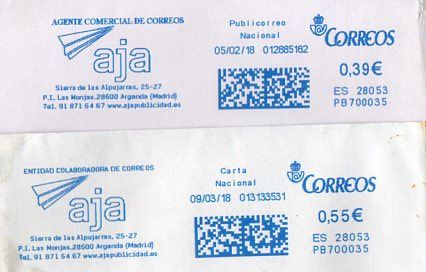 AGENTE COMERCIAL DE CORREOS
aja
Sierra de las Alpujarras, 25-27
P.I. Las Monjas.28600 Arganda (Madrid)
Tel. 91 871 54 67 www.ajapublicidad.es
Publicorreo
Nacional
05/02/18 012885162
CORREOS
0,39€
ES 28053
PB700035
ENTIDAD COLABORADORA DE CORREOS
aja
Sierra de las Alpujarras, 25-27
P.I. Las Monjas.28500 Arganda (Madrid)
Tel. 91 871 54 67 www.ajapublicidad.es
Carta
Nacional
09/03/18 013133531
CORREOS
0,55€
ES 28053
PB700035